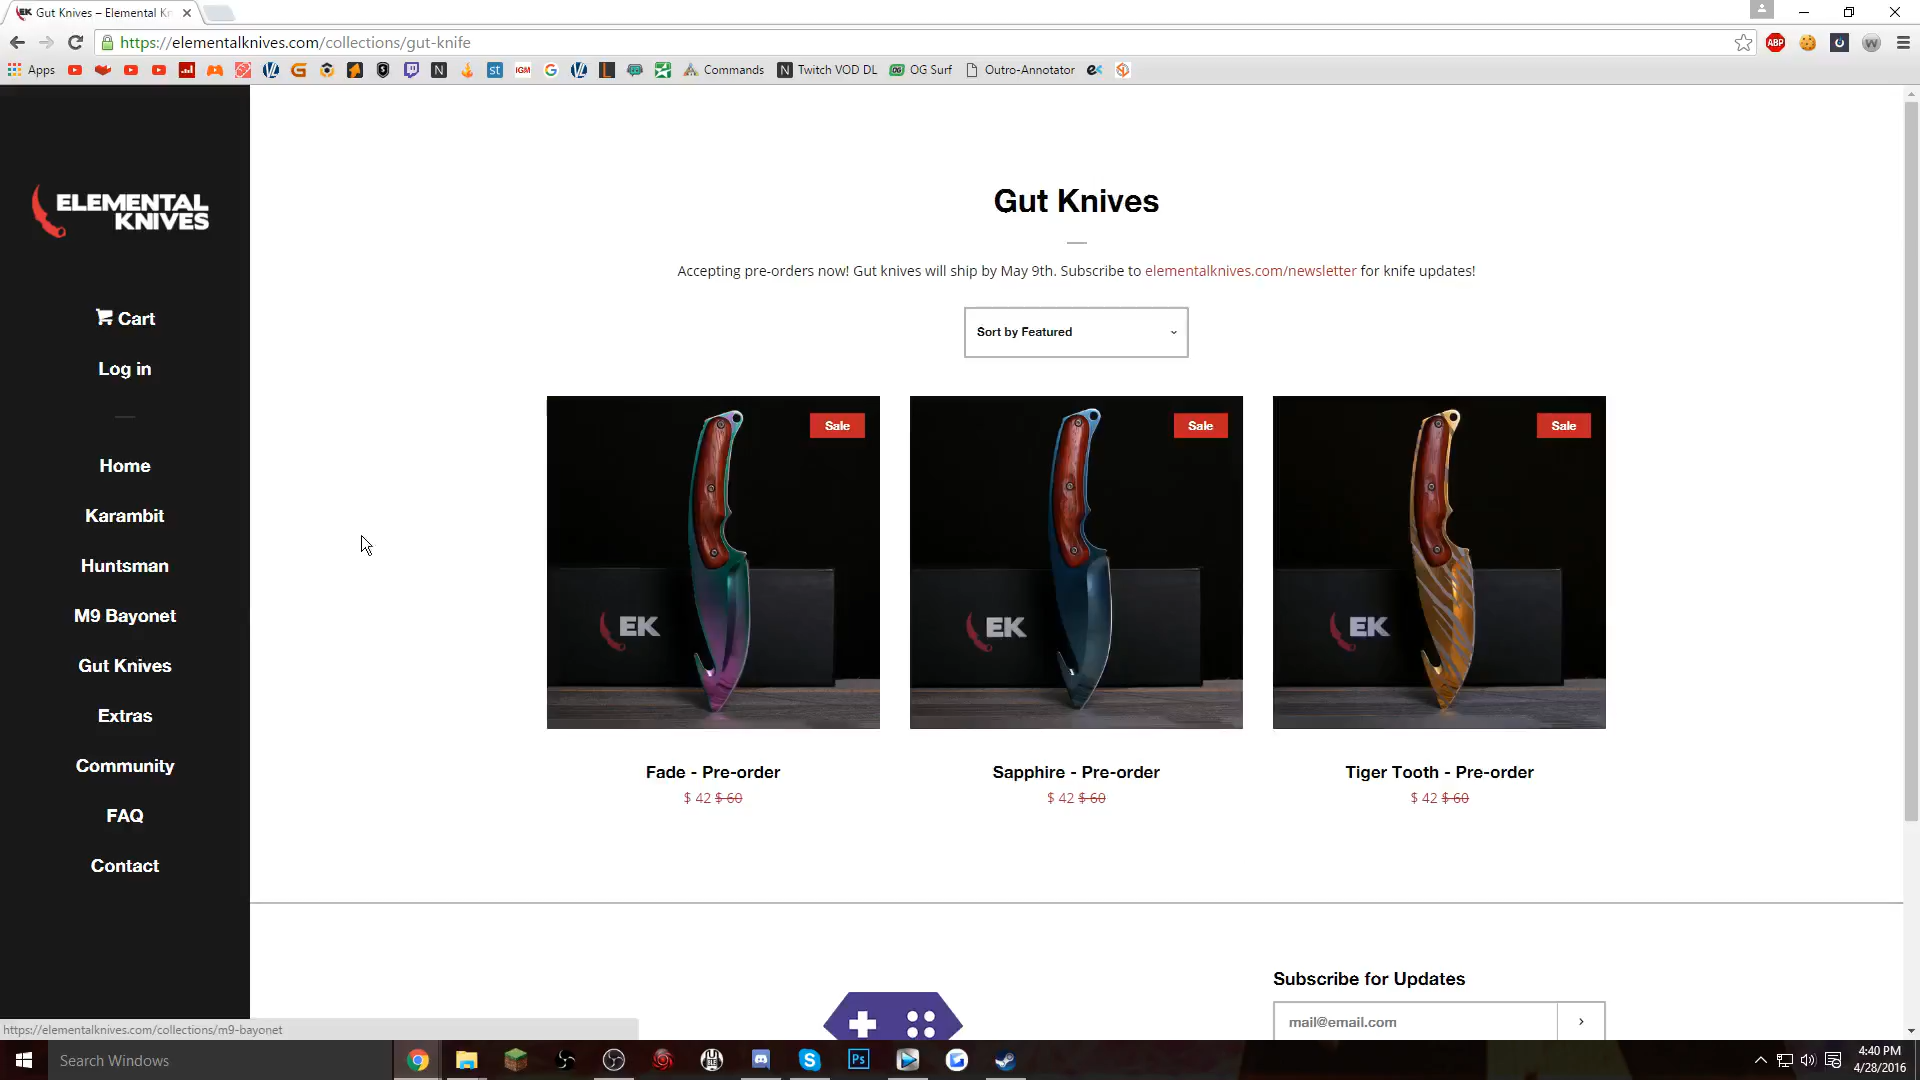 Gut Knives – Elemental Kn
https://elementalknives.com/collections/gut-knife
Apps
Commands
Twitch VOD DL
OG Surf
Outro-Annotator
ELEMENTAL
KNIVES
Cart
Log in
Home
Karambit
Huntsman
M9 Bayonet
Gut Knives
Extras
Community
FAQ
Contact
Gut Knives
Accepting pre-orders now! Gut knives will ship by May 9th. Subscribe to elementalknives.com/newsletter for knife updates!
Sort by Featured
Sale
Sale
Sale
EK
EK
EK
Fade - Pre-order
$ 42 $ 60
Sapphire - Pre-order
$ 42 $ 60
Tiger Tooth - Pre-order
$ 42 $ 60
Subscribe for Updates
mail@email.com
https://elementalknives.com/collections/m9-bayonet
Search Windows
4:40 PM
4/28/2016